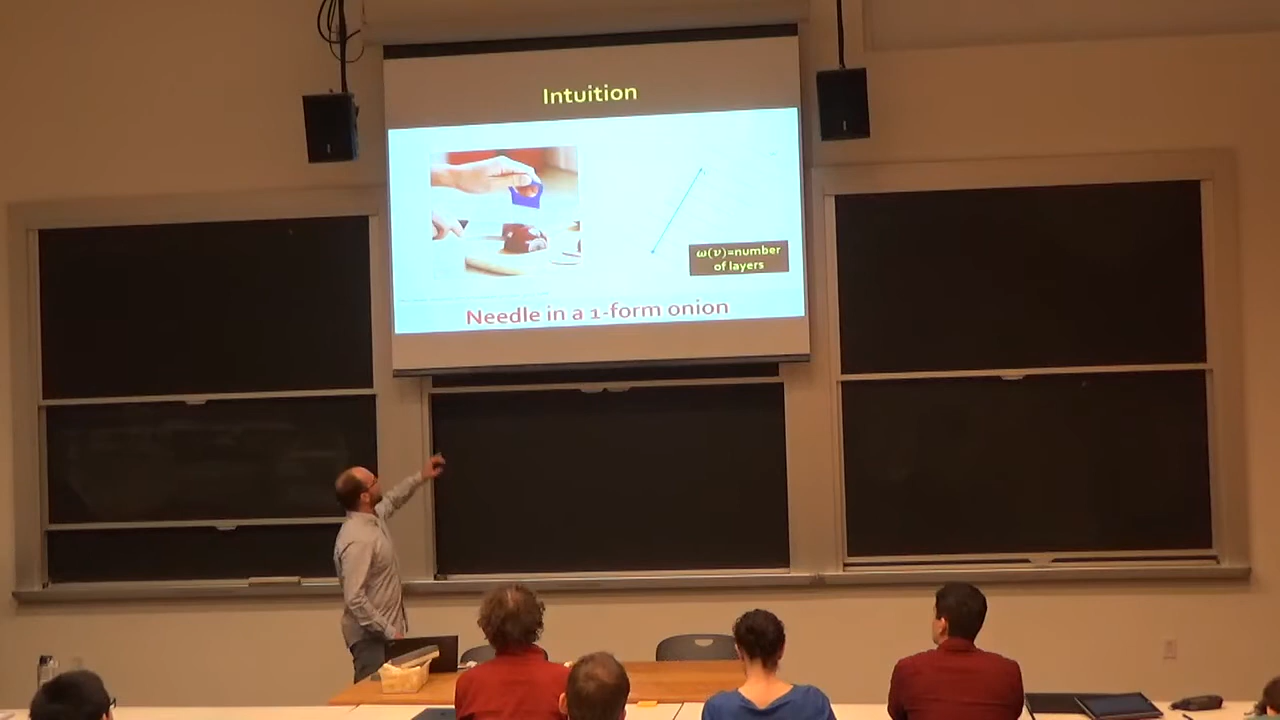 Intuition
ω(ν)=number
of layers
Needle in a 1-form onion